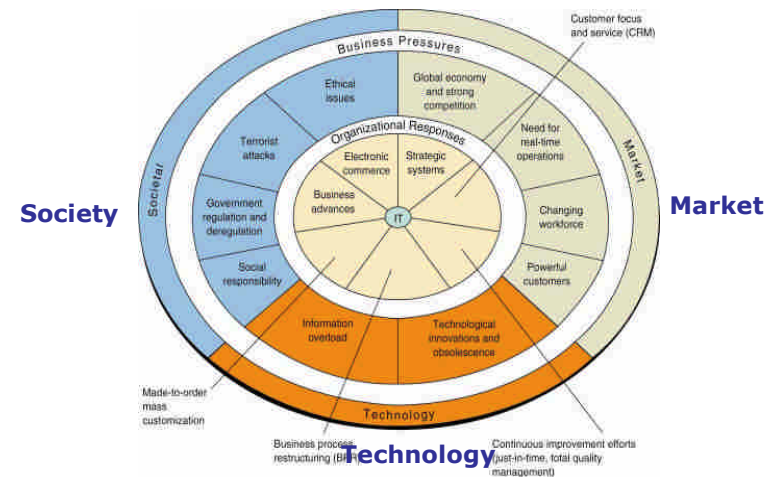 Customer focus
and service (CRM)
Business Pressures
Ethical
issues
Global economy
and strong
competition
Organizational Responses
Terrorist
attacks
Need for
real-time
operations
Electronic
commerce
Strategic
systems
Societal
Market
Business
advances
Society
Government
regulation and
deregulation
IT
Changing
workforce
Market
Social
responsibility
Powerful
customers
Information
overload
Technological
innovations and
obsolescence
Made-to-order
mass
customization
Technology
Business process
restructuring (BPR)
Technology
Continuous improvement efforts
(just-in-time, total quality
management)